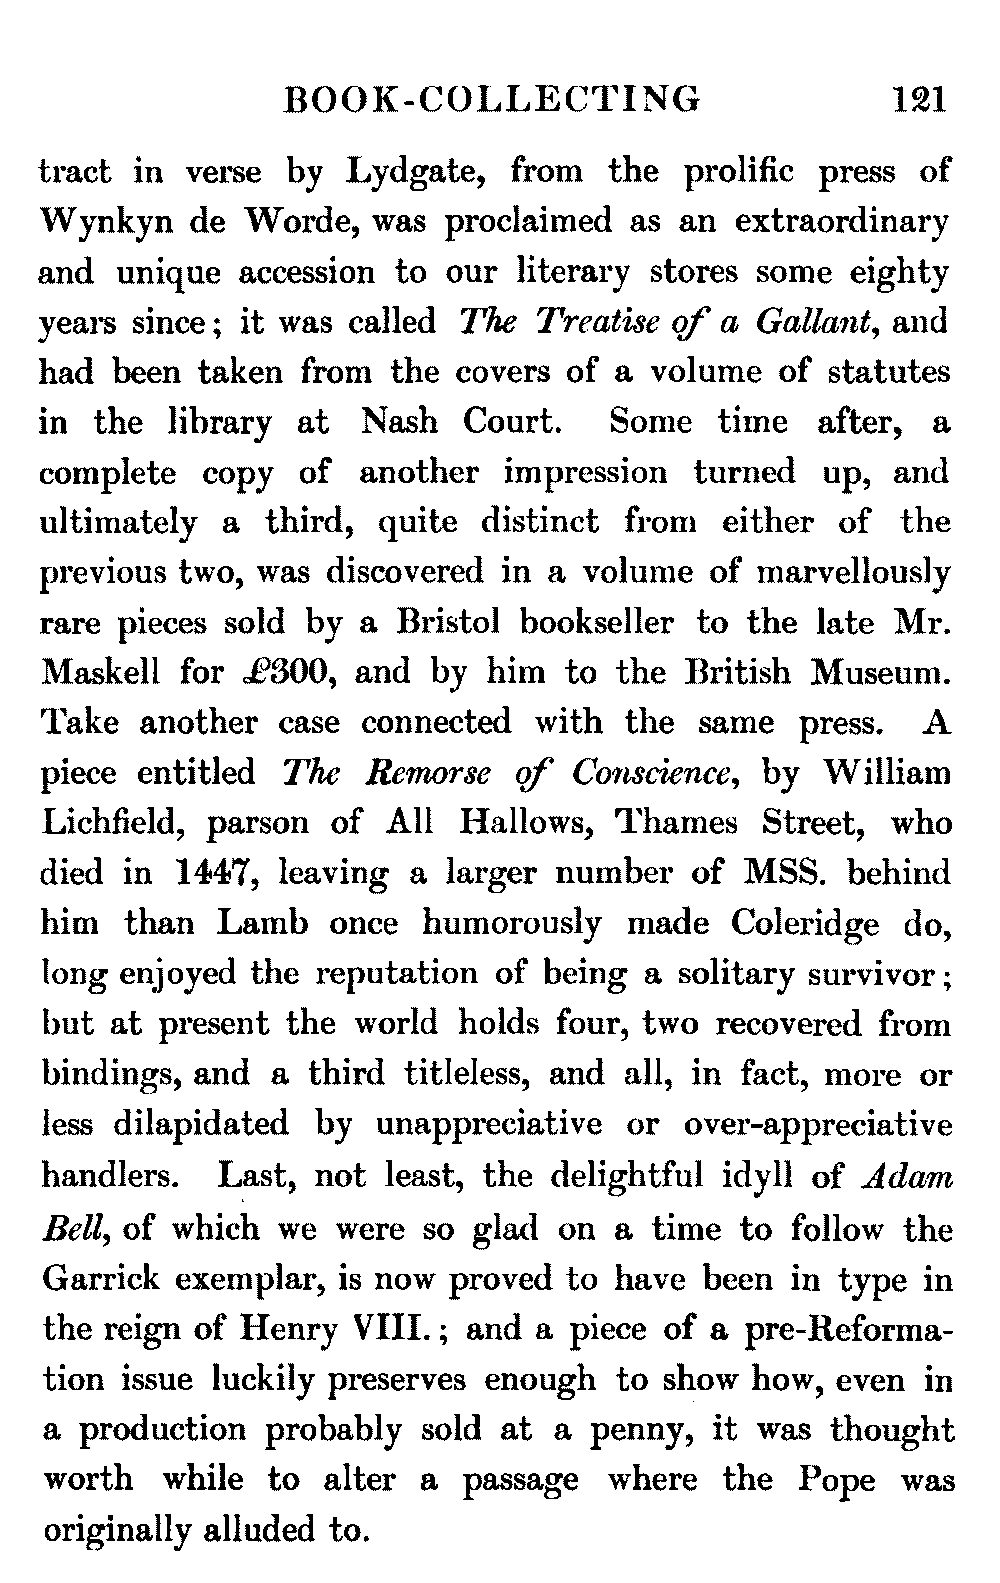 BOOK-COLLECTING 121
tract in verse by Lydgate, from the prolific press of
Wynkyn de Worde, was proclaimed as an extraordinary
and unique accession to our literary stores some eighty
years since; it was called The Treatise of a Gallant, and
had been taken from the covers of a volume of statutes
in the library at Nash Court. Some time after, a
complete copy of another impression turned up, and
ultimately a third, quite distinct from either of the
previous two, was discovered in a volume of marvellously
rare pieces sold by a Bristol bookseller to the late Mr.
Maskell for £300, and by him to the British Museum.
Take another case connected with the same press. A
piece entitled The Remorse of Conscience, by William
Lichfield, parson of All Hallows, Thames Street, who
died in 1447, leaving a larger number of MSS. behind
him than Lamb once humorously made Coleridge do,
long enjoyed the reputation of being a solitary survivor;
but at present the world holds four, two recovered from
bindings, and a third titleless, and all, in fact, more or
less dilapidated by unappreciative or over-appreciative
handlers. Last, not least, the delightful idyll of Adam
Bell, of which we were so glad on a time to follow the
Garrick exemplar, is now proved to have been in type in
the reign of Henry VIII.; and a piece of a pre-Reforma-
tion issue luckily preserves enough to show how, even in
a production probably sold at a penny, it was thought
worth while to alter a passage where the Pope was
originally alluded to.